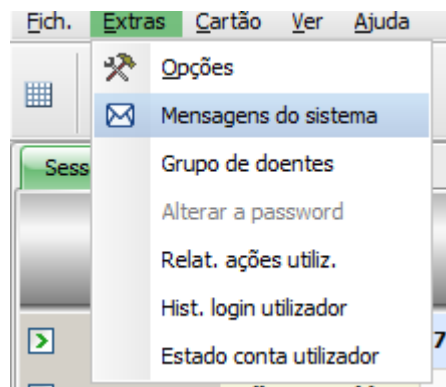 Fich. Extras Cartão Ver Ajuda
Opções
Mensagens do sistema
Sess
Grupo de doentes
Alterar a password
Relat. ações utiliz.
Hist. login utilizador
7
Estado conta utilizador